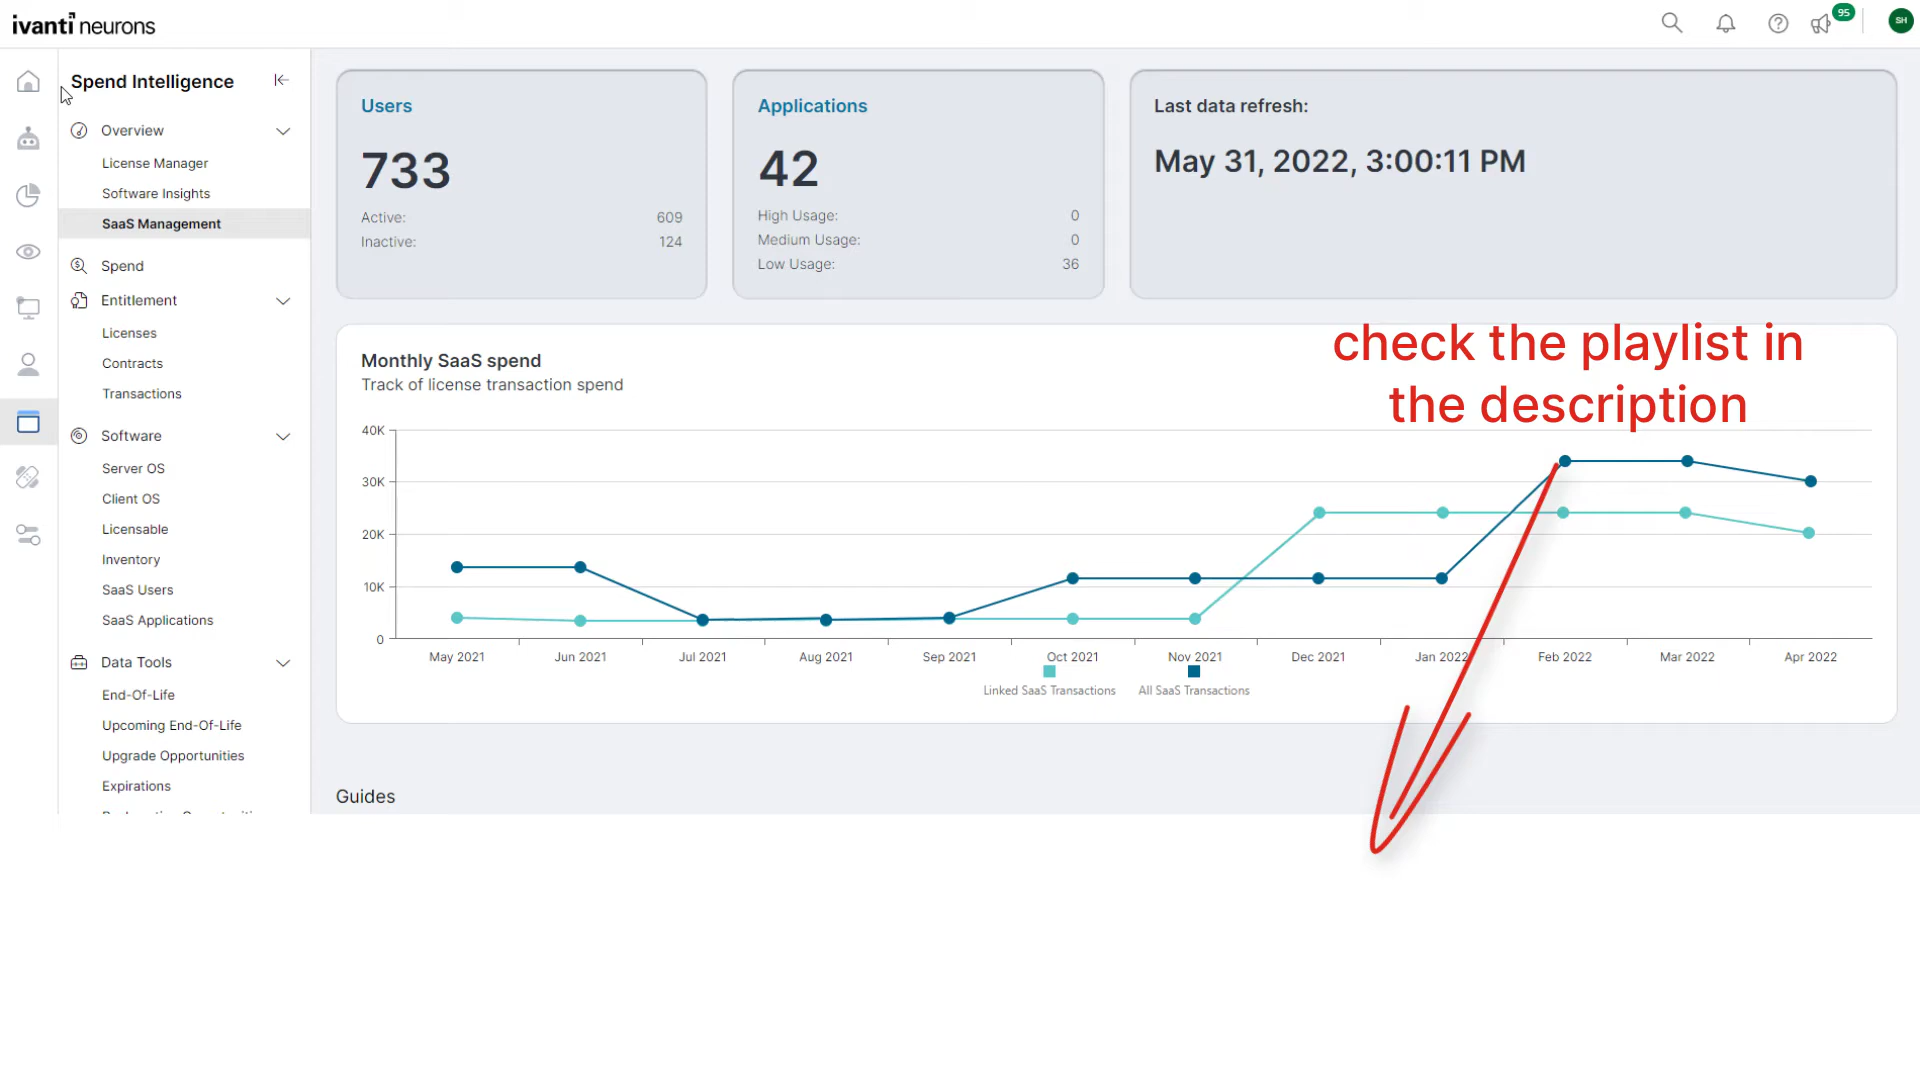 ivanti neurons
95
SH
Spend Intelligence
Overview
License Manager
Software Insights
SaaS Management
Spend
Entitlement
Licenses
Contracts
Transactions
Software
Server OS
Client OS
Licensable
Inventory
SaaS Users
SaaS Applications
Data Tools
End-Of-Life
Upcoming End-Of-Life
Upgrade Opportunities
Expirations
Users
733
Active: 609
Inactive: 124
Applications
42
High Usage: 0
Medium Usage: 0
Low Usage: 36
Last data refresh:
May 31, 2022, 3:00:11 PM
check the playlist in
the description
Monthly SaaS spend
Track of license transaction spend
40K
30K
20K
10K
0
May 2021 Jun 2021 Jul 2021 Aug 2021 Sep 2021 Oct 2021 Nov 2021 Dec 2021 Jan 2022 Feb 2022 Mar 2022 Apr 2022
Linked SaaS Transactions All SaaS Transactions
Guides